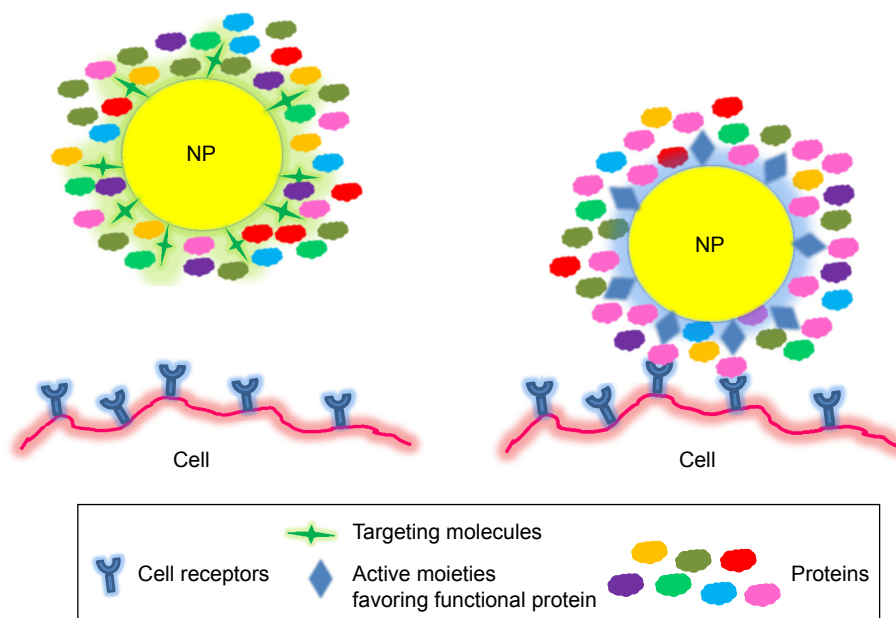 NP
NP
Cell
Cell
Cell receptors
Targeting molecules
Active moieties
favoring functional protein
Proteins